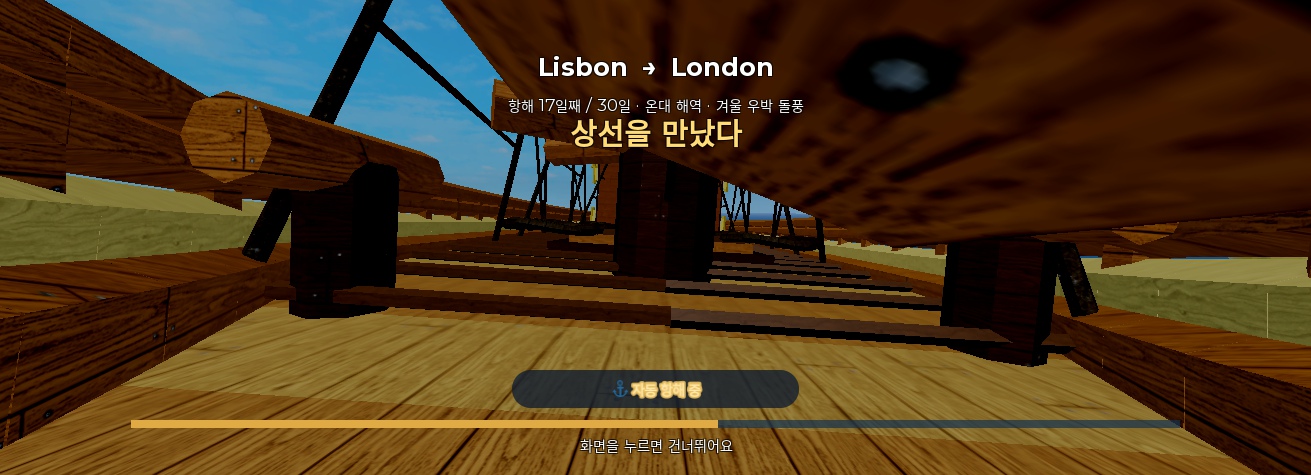 Lisbon → London
항해 17일째 / 30일 · 온대 해역 · 겨울 우박 돌풍
상선을 만났다
⚓ 자동 항해 중
화면을 누르면 건너뛰어요